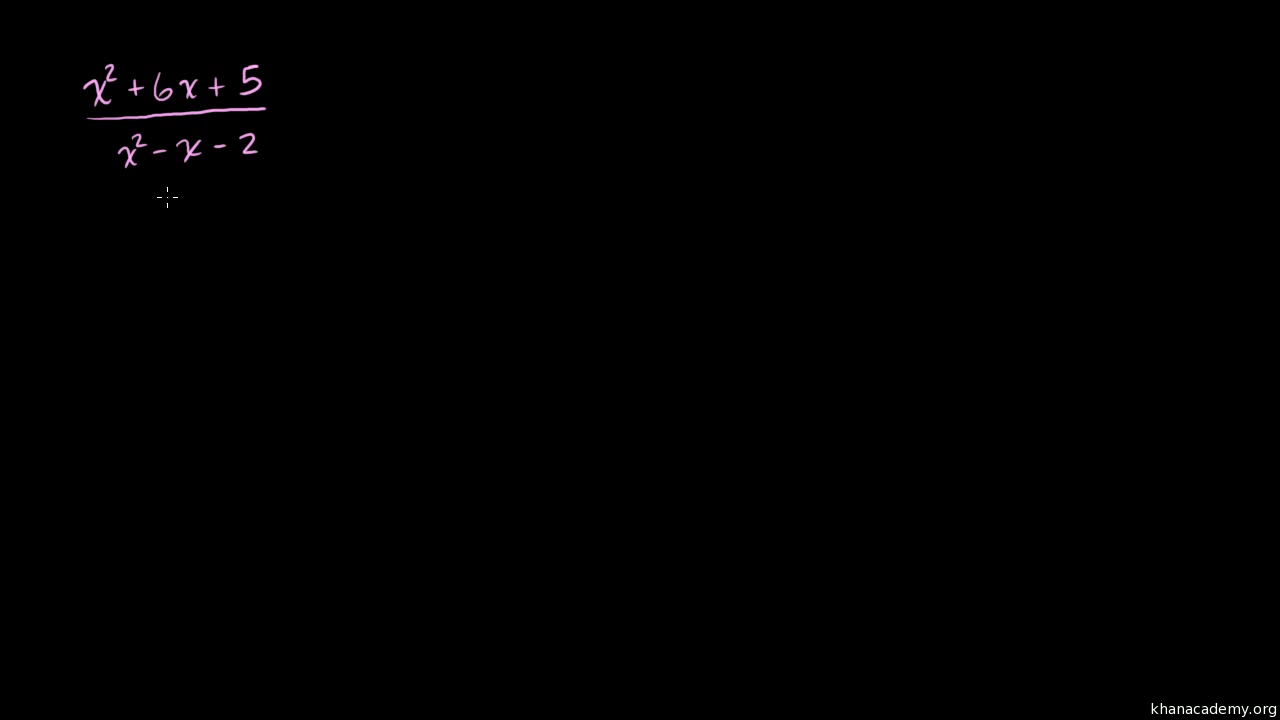 x² + 6x + 5
x² - x - 2
khanacademy.org